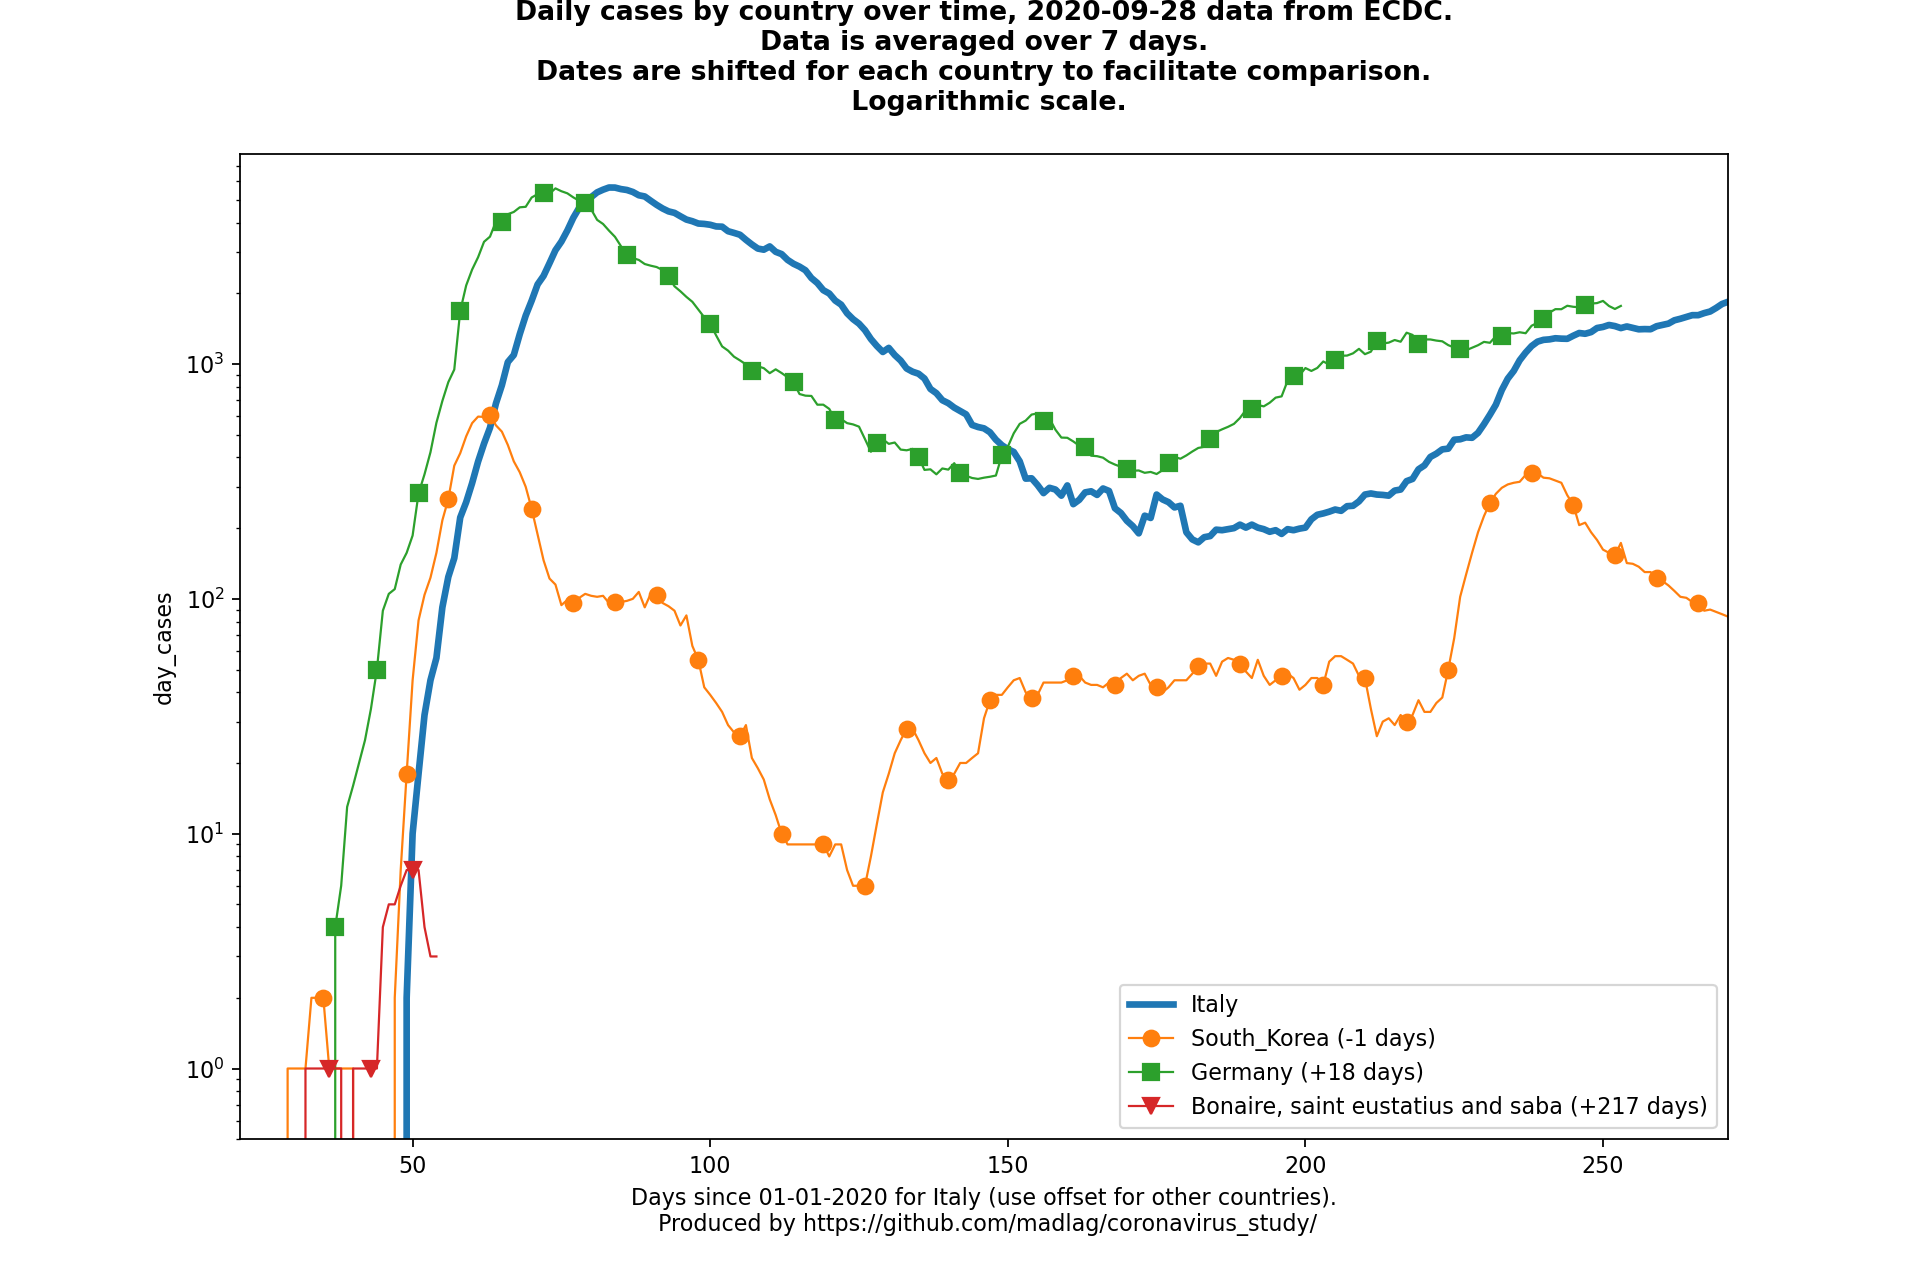 Daily cases by country over time, 2020-09-28 data from ECDC.
Data is averaged over 7 days.
Dates are shifted for each country to facilitate comparison.
Logarithmic scale.
day_cases
10³
10²
10¹
10⁰
Italy
South_Korea (-1 days)
Germany (+18 days)
Bonaire, saint eustatius and saba (+217 days)
50 100 150 200 250
Days since 01-01-2020 for Italy (use offset for other countries).
Produced by https://github.com/madlag/coronavirus_study/